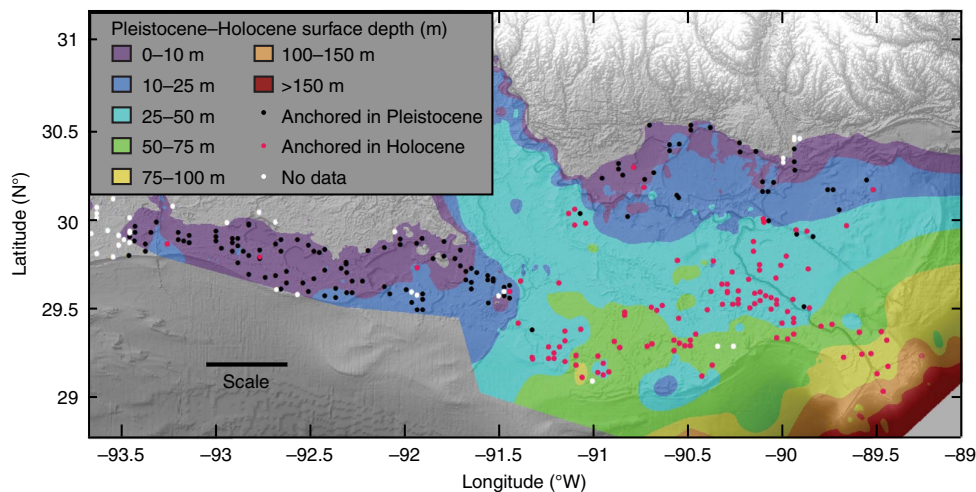 Pleistocene–Holocene surface depth (m)
0–10 m
100–150 m
10–25 m
>150 m
25–50 m
Anchored in Pleistocene
50–75 m
Anchored in Holocene
75–100 m
No data
31
30.5
30
29.5
29
Latitude (N°)
Scale
–93.5
–93
–92.5
–92
–91.5
–91
–90.5
–90
–89.5
–89
Longitude (°W)